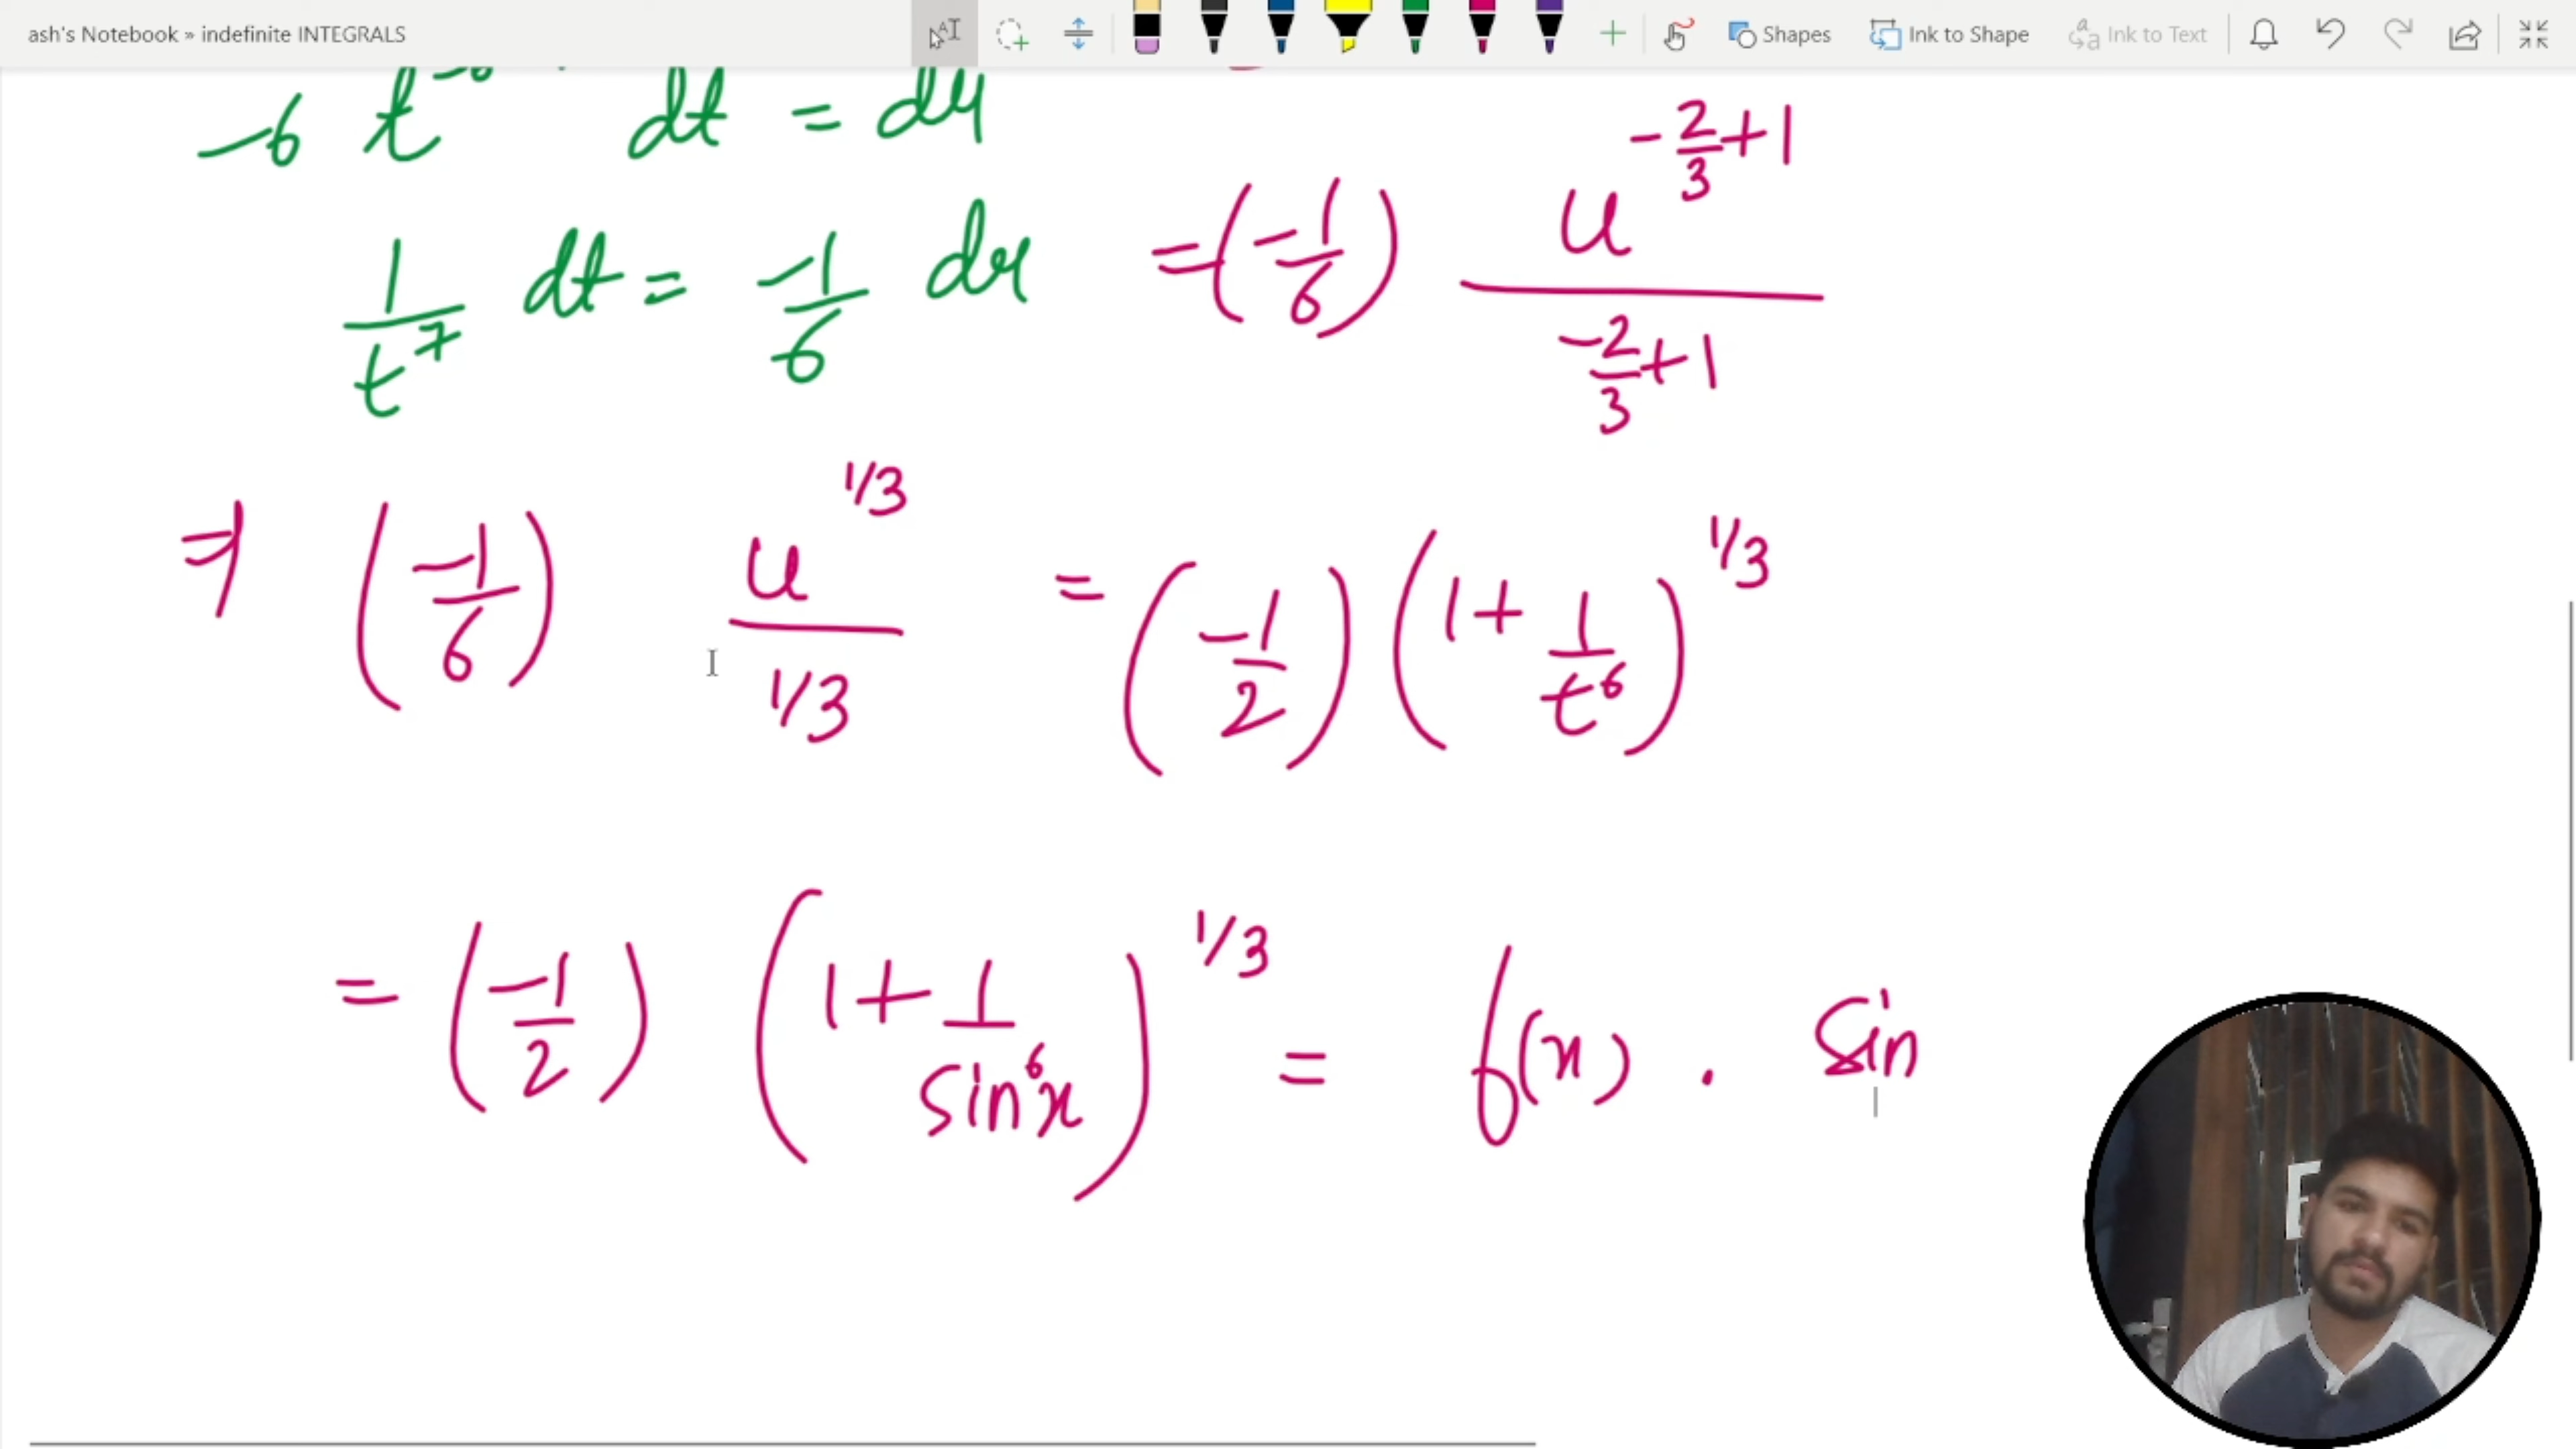 ash's Notebook » indefinite INTEGRALS Shapes Ink to Shape Ink to Text
-6 t⁻⁶ dt = du
1/t⁷ dt = -1/6 du
= (-1/6) u^(-2/3+1) / (-2/3+1)
⇒ (-1/6) u^(1/3) / (1/3) = (-1/2) (1 + 1/t⁶)^(1/3)
= (-1/2) (1 + 1/sin⁶x)^(1/3) = f(x) . Sin